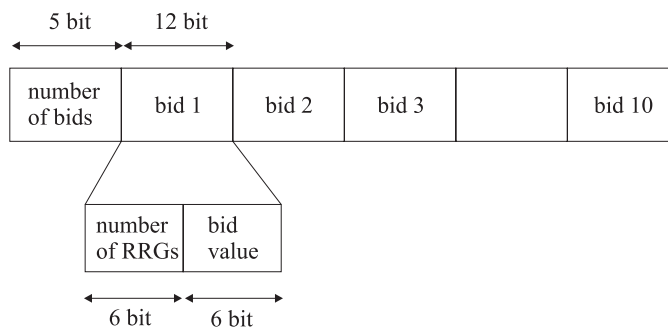 5 bit
12 bit
number
of bids
bid 1
bid 2
bid 3
bid 10
number
of RRGs
bid
value
6 bit
6 bit